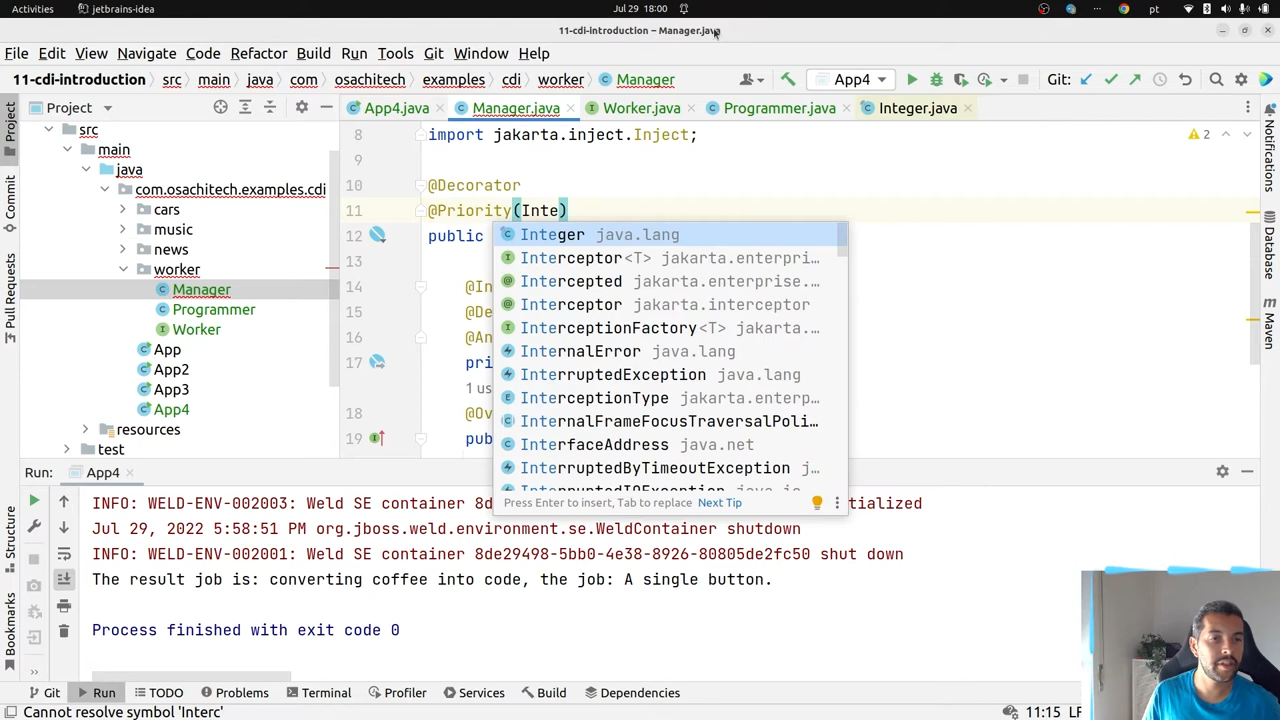 Activities jetbrains-idea Jul 29 18:00 pt
11-cdi-introduction – Manager.java
File Edit View Navigate Code Refactor Build Run Tools Git Window Help
11-cdi-introduction src main java com osachitech examples cdi worker Manager App4 Git:
Project App4.java Manager.java Worker.java Programmer.java Integer.java
src
main
java
com.osachitech.examples.cdi
cars
music
news
worker
Manager
Programmer
Worker
App
App2
App3
App4
resources
test
8 import jakarta.inject.Inject; 2
9
10 @Decorator
11 @Priority(Inte)
12 public
13
14 @In
15 @De
16 @An
17 pri
1 us
18 @Ov
19 pub
Integer java.lang
Interceptor<T> jakarta.enterpri…
Intercepted jakarta.enterprise.…
Interceptor jakarta.interceptor
InterceptionFactory<T> jakarta.…
InternalError java.lang
InterruptedException java.lang
InterceptionType jakarta.enterp…
InternalFrameFocusTraversalPoli…
InterfaceAddress java.net
InterruptedByTimeoutException j…
InterruptedIOException java.io
Press Enter to insert, Tab to replace Next Tip
Project
Commit
Pull Requests
Structure
Bookmarks
Notifications
Database
Maven
Run: App4
INFO: WELD-ENV-002003: Weld SE container 8d
itialized
Jul 29, 2022 5:58:51 PM org.jboss.weld.environment.se.WeldContainer shutdown
INFO: WELD-ENV-002001: Weld SE container 8de29498-5bb0-4e38-8926-80805de2fc50 shut down
The result job is: converting coffee into code, the job: A single button.
Process finished with exit code 0
Git Run TODO Problems Terminal Profiler Services Build Dependencies
Cannot resolve symbol 'Interc' 11:15 LF